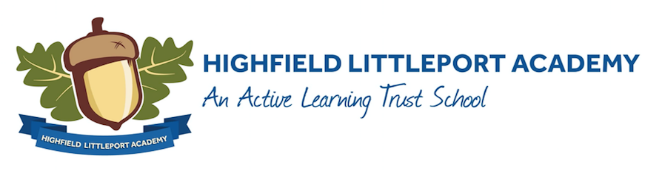 HIGHFIELD LITTLEPORT ACADEMY
An Active Learning Trust School
HIGHFIELD LITTLEPORT ACADEMY